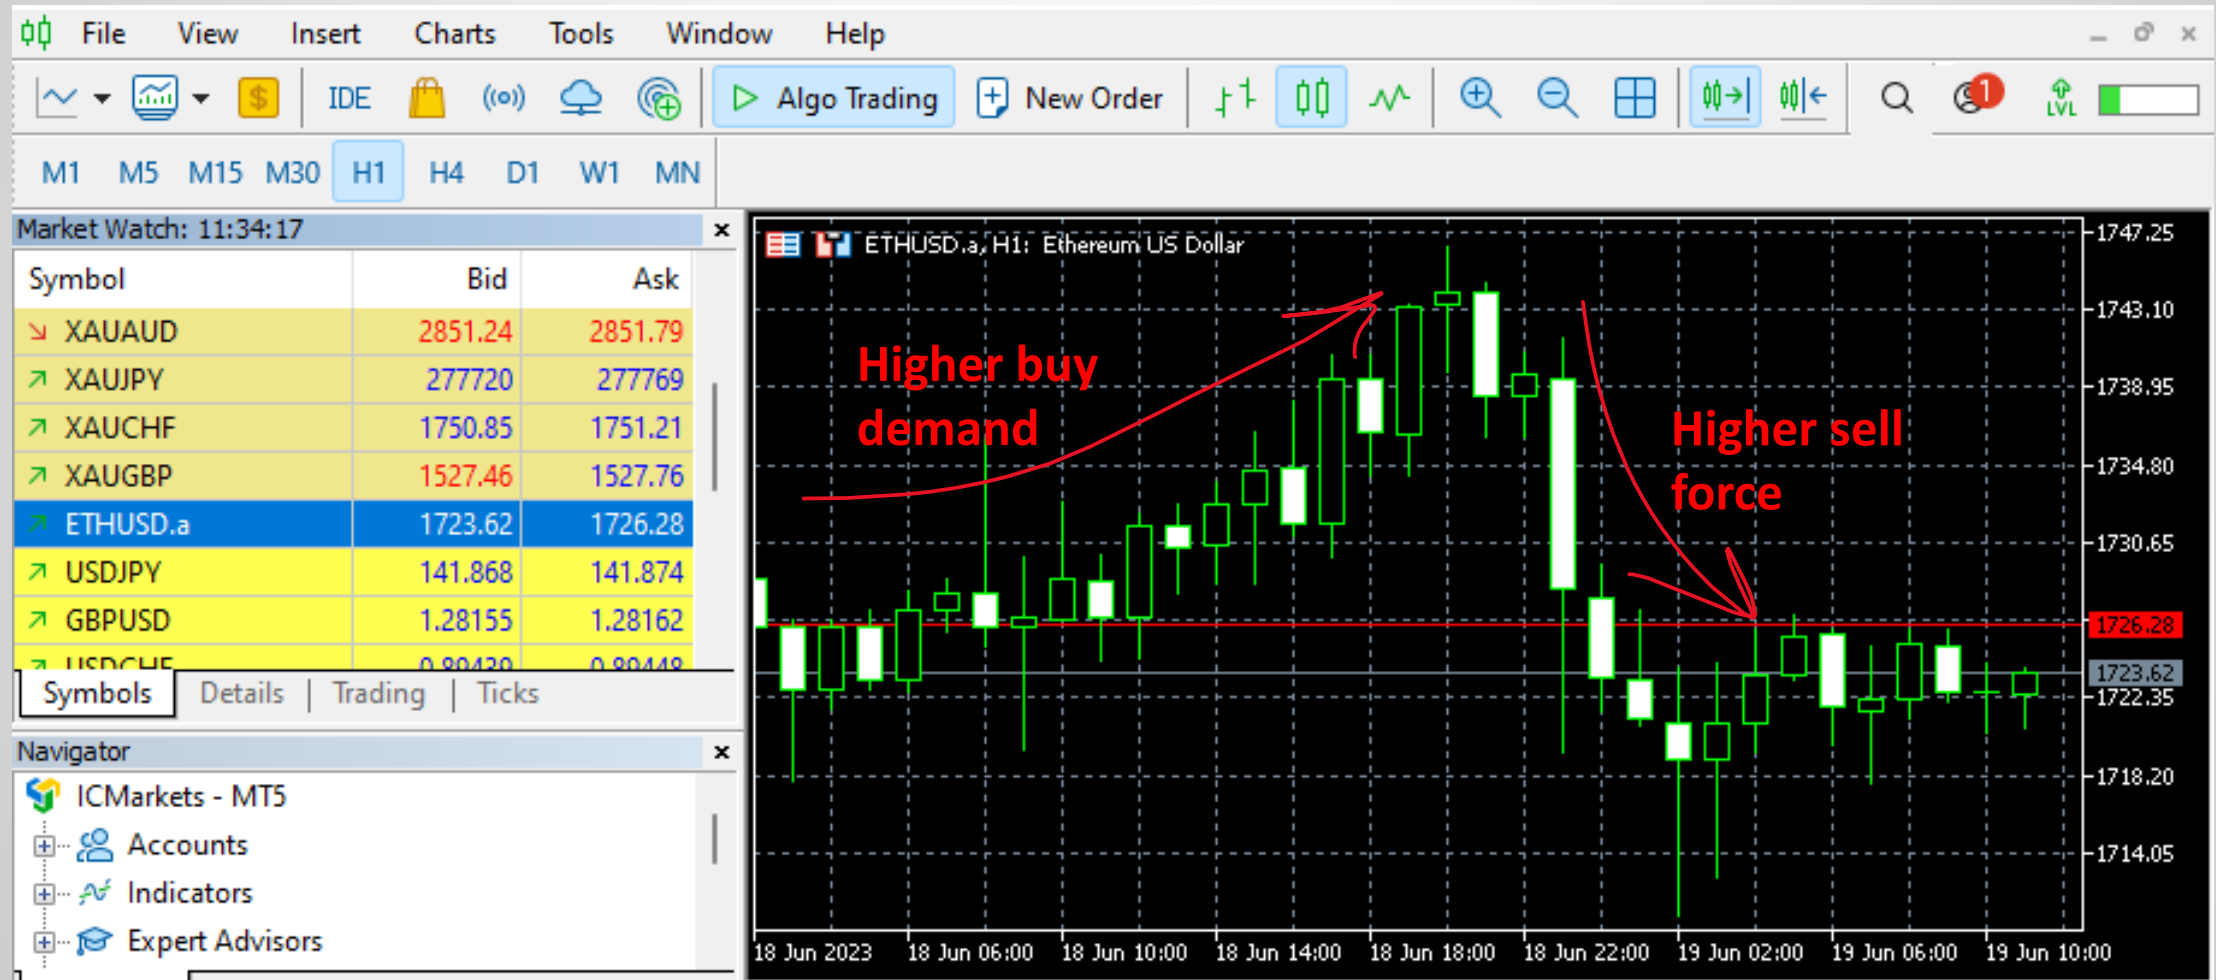 File View Insert Charts Tools Window Help
IDE Algo Trading New Order 1 LVL
M1 M5 M15 M30 H1 H4 D1 W1 MN
Market Watch: 11:34:17
Symbol Bid Ask
XAUAUD 2851.24 2851.79
XAUJPY 277720 277769
XAUCHF 1750.85 1751.21
XAUGBP 1527.46 1527.76
ETHUSD.a 1723.62 1726.28
USDJPY 141.868 141.874
GBPUSD 1.28155 1.28162
USDCHF 0.89439 0.89448
Symbols Details Trading Ticks
Navigator
ICMarkets - MT5
Accounts
Indicators
Expert Advisors
ETHUSD.a, H1: Ethereum US Dollar
Higher buy
demand
Higher sell
force
1747.25
1743.10
1738.95
1734.80
1730.65
1726.28
1723.62
1722.35
1718.20
1714.05
18 Jun 2023 18 Jun 06:00 18 Jun 10:00 18 Jun 14:00 18 Jun 18:00 18 Jun 22:00 19 Jun 02:00 19 Jun 06:00 19 Jun 10:00